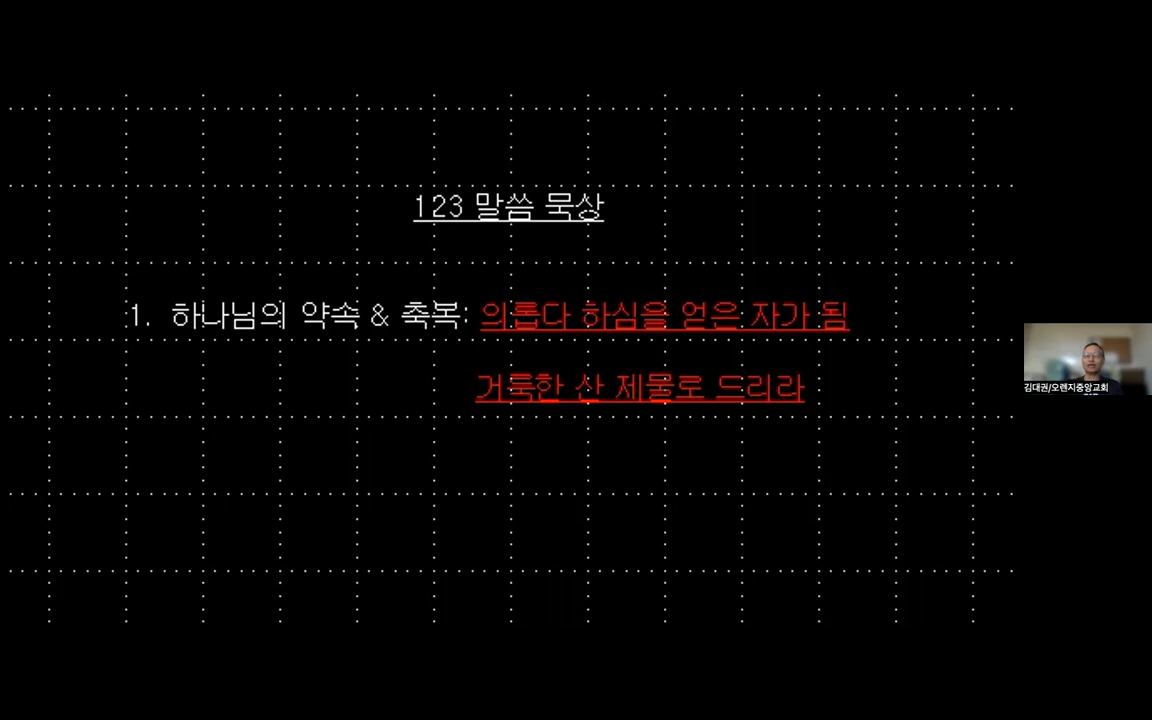 123 말씀 묵상
1. 하나님의 약속 & 축복: 의롭다 하심을 얻은 자가 됨
거룩한 산 제물로 드리라
김대권/오렌지중앙교회